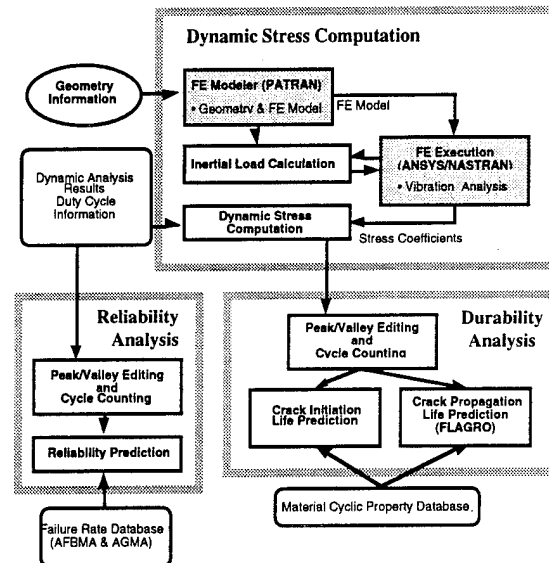 Dynamic Stress Computation
Geometry
Information
FE Modeler (PATRAN)
• Geometry & FE Model
FE Model
Inertial Load Calculation
FE Execution
(ANSYS/NASTRAN)
• Vibration Analysis
Dynamic Analysis
Results
Duty Cycle
Information
Dynamic Stress
Computation
Stress Coefficients
Reliability
Analysis
Peak/Valley Editing
and
Cycle Counting
Reliability Prediction
Failure Rate Database
(AFBMA & AGMA)
Durability
Analysis
Peak/Valley Editing
and
Cycle Counting
Crack Initiation
Life Prediction
Crack Propagation
Life Prediction
(FLAGRO)
Material Cyclic Property Database